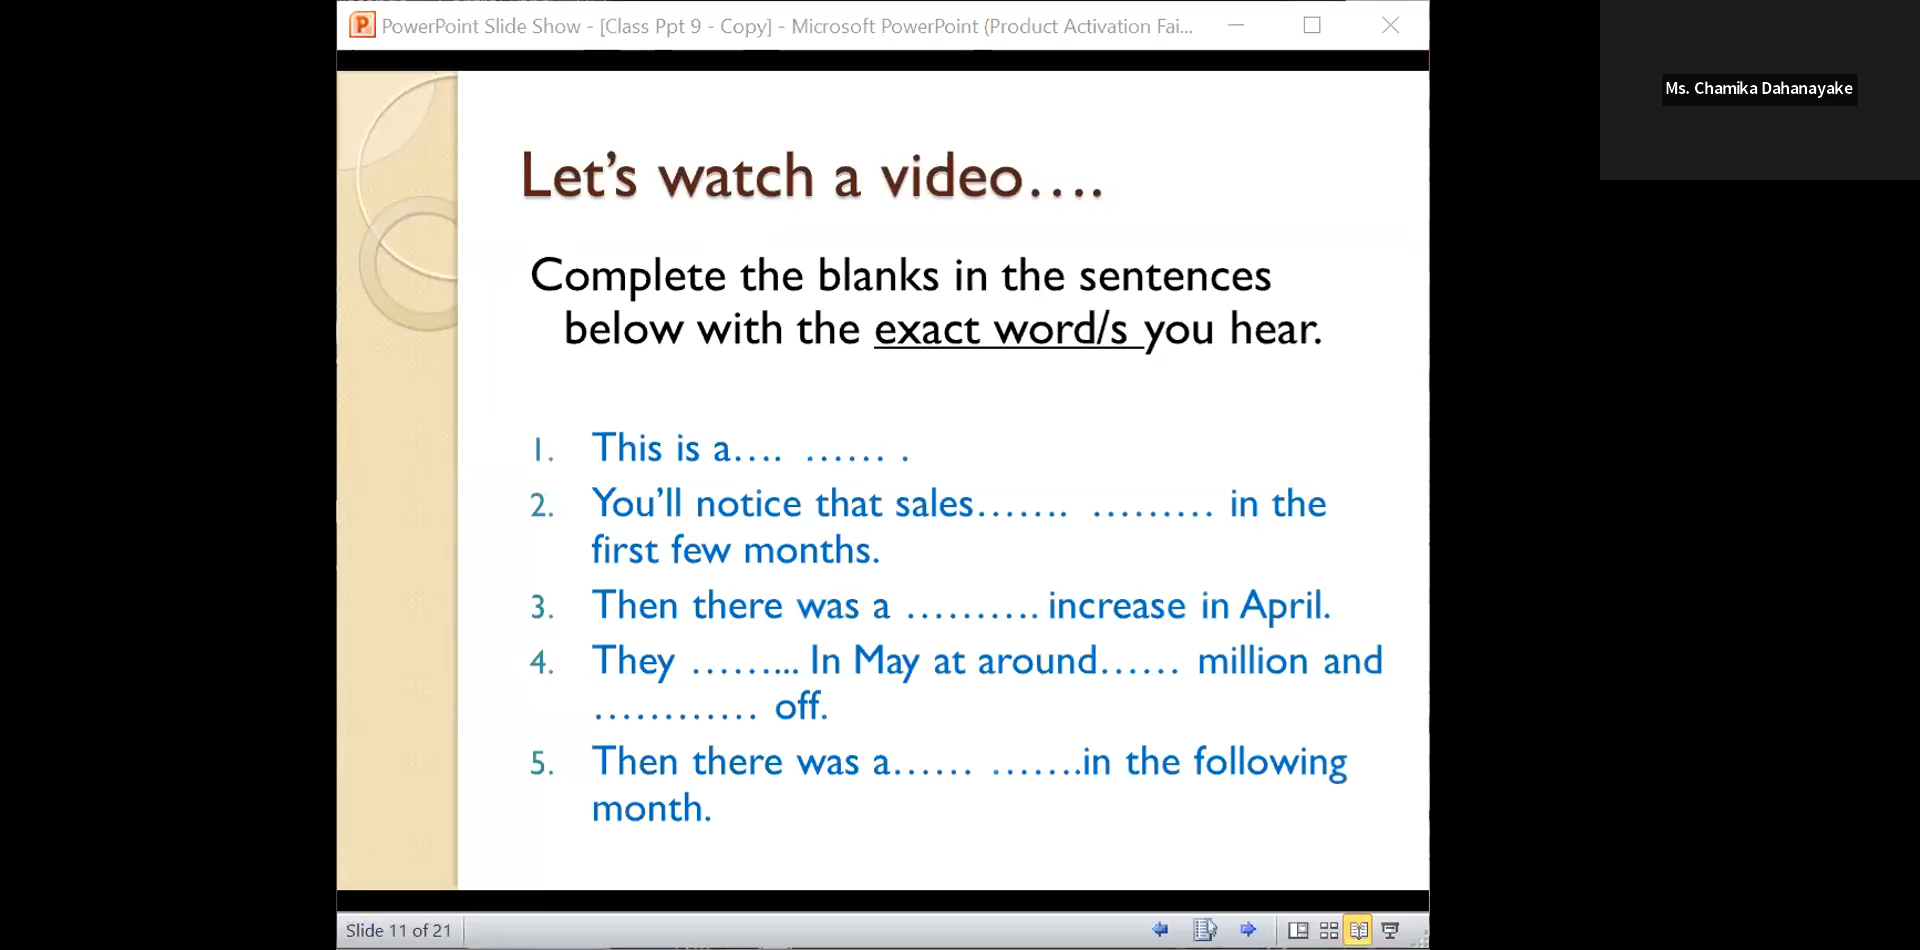 PowerPoint Slide Show - [Class Ppt 9 - Copy] - Microsoft PowerPoint (Product Activation Fai...
Ms. Chamika Dahanayake
Let’s watch a video….
Complete the blanks in the sentences
below with the exact word/s you hear.
1. This is a…. …… .
2. You’ll notice that sales……. ……… in the
first few months.
3. Then there was a ………. increase in April.
4. They ……... In May at around…… million and
………… off.
5. Then there was a…… …….in the following
month.
Slide 11 of 21